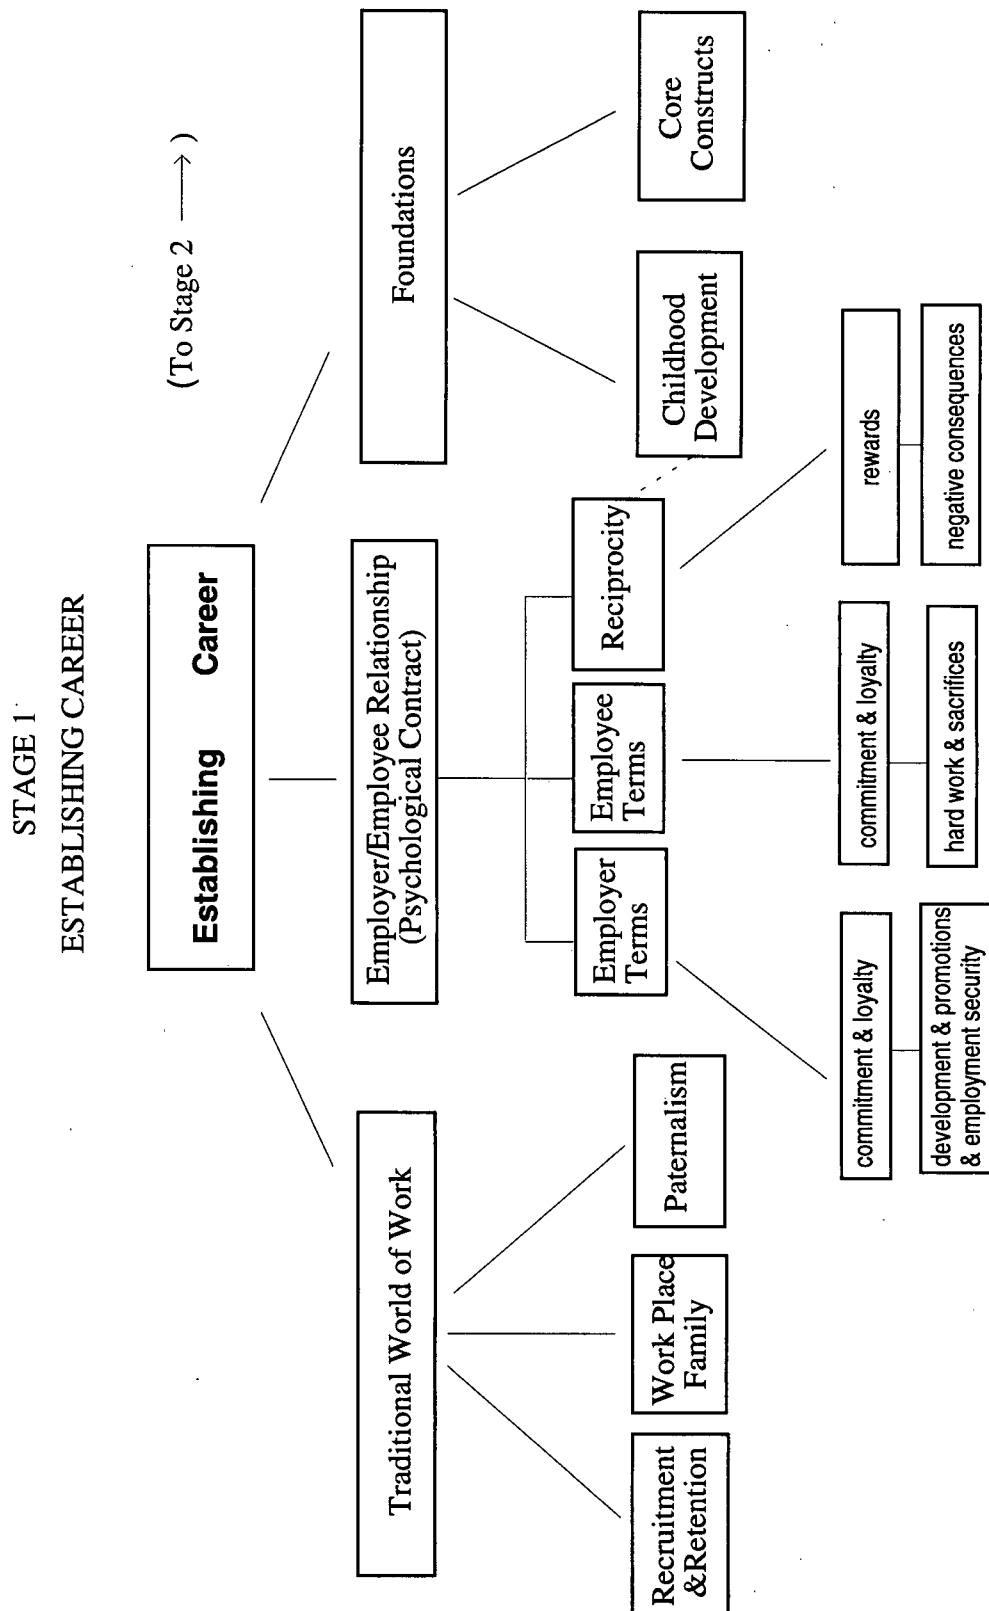 STAGE 1
ESTABLISHING CAREER
(To Stage 2 ⟶ )
Establishing Career
Traditional World of Work
Employer/Employee Relationship
(Psychological Contract)
Foundations
Recruitment
&Retention
Work Place
Family
Paternalism
Employer
Terms
Employee
Terms
Reciprocity
Childhood
Development
Core
Constructs
commitment & loyalty
development & promotions
& employment security
commitment & loyalty
hard work & sacrifices
rewards
negative consequences